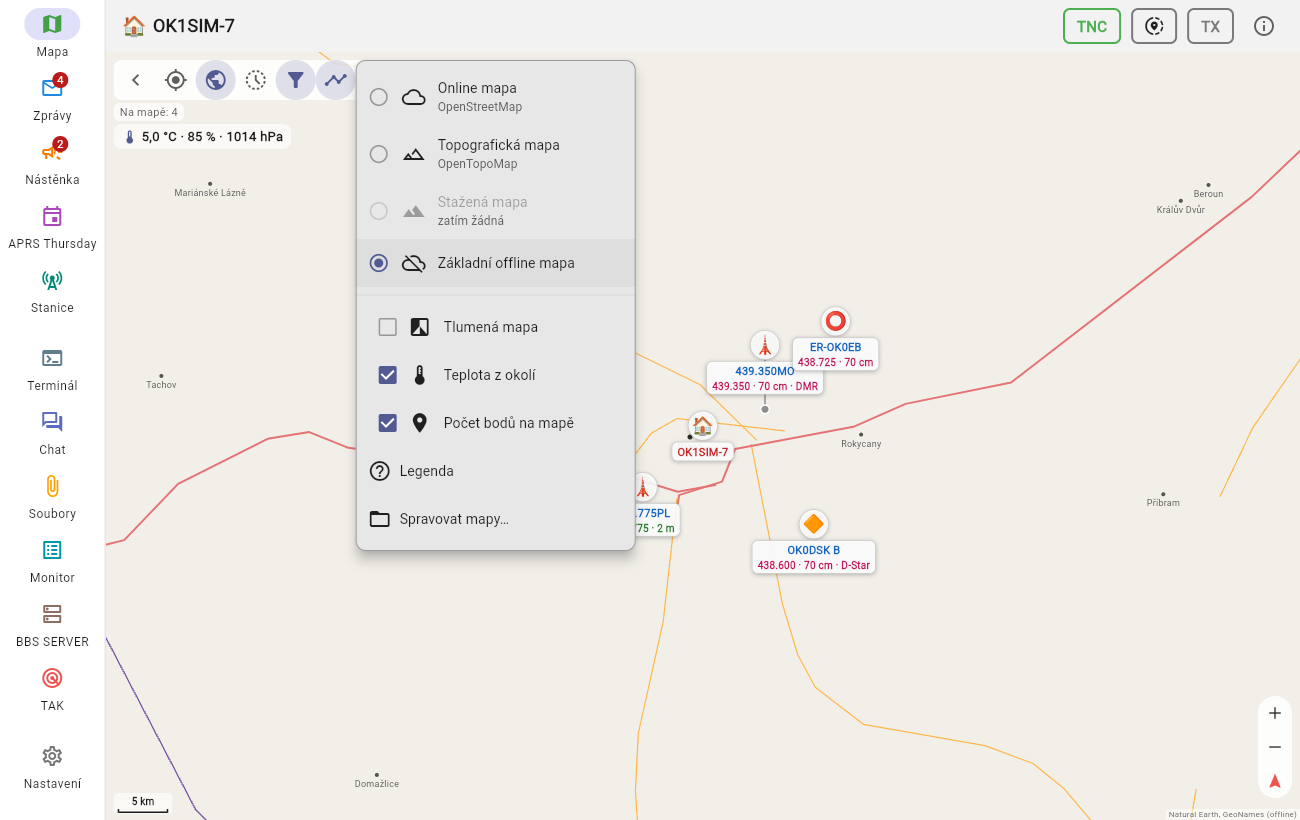 OK1SIM-7
TNC
TX
Mapa
4
Zprávy
2
Nástěnka
APRS Thursday
Stanice
Terminál
Chat
Soubory
Monitor
BBS SERVER
TAK
Nastavení
Na mapě: 4
5,0 °C · 85 % · 1014 hPa
Online mapa
OpenStreetMap
Topografická mapa
OpenTopoMap
Stažená mapa
zatím žádná
Základní offline mapa
Tlumená mapa
Teplota z okolí
Počet bodů na mapě
Legenda
Spravovat mapy…
Mariánské Lázně
Beroun
Králův Dvůr
Tachov
ER-OK0EB
438.725 · 70 cm
439.350MO
439.350 · 70 cm · DMR
OK1SIM-7
Rokycany
.775PL
775 · 2 m
Příbram
OK0DSK B
438.600 · 70 cm · D-Star
Domažlice
5 km
Natural Earth, GeoNames (offline)